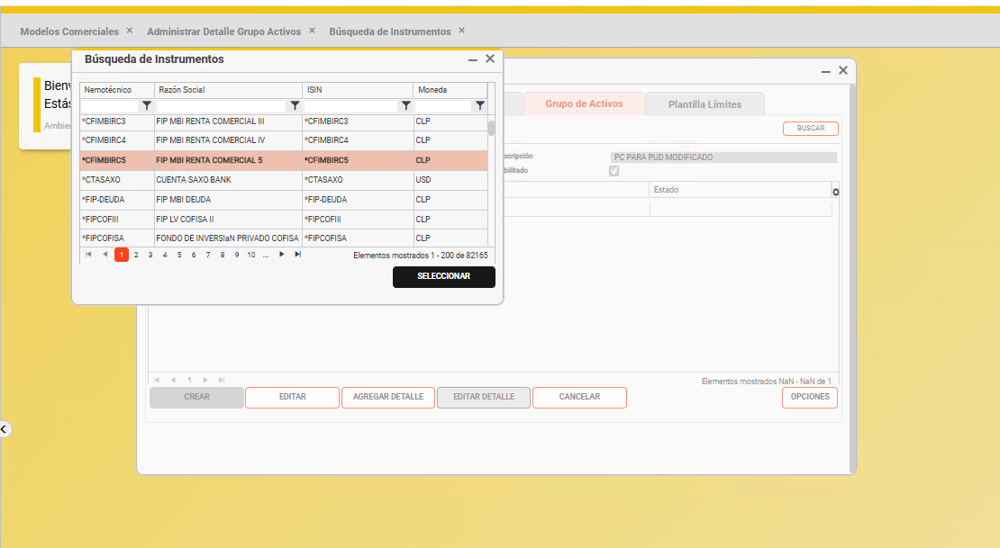 Modelos Comerciales × Administrar Detalle Grupo Activos × Búsqueda de Instrumentos ×
Búsqueda de Instrumentos
Nemotécnico Razón Social ISIN Moneda
*CFIMBIRC3 FIP MBI RENTA COMERCIAL III *CFIMBIRC3 CLP
*CFIMBIRC4 FIP MBI RENTA COMERCIAL IV *CFIMBIRC4 CLP
*CFIMBIRC5 FIP MBI RENTA COMERCIAL 5 *CFIMBIRC5 CLP
*CTASAXO CUENTA SAXO BANK *CTASAXO USD
*FIP-DEUDA FIP MBI DEUDA *FIP-DEUDA CLP
*FIPCOFIII FIP LV COFISA II *FIPCOFIII CLP
*FIPCOFISA FONDO DE INVERSIaN PRIVADO COFISA *FIPCOFISA CLP
1 2 3 4 5 6 7 8 9 10 ... Elementos mostrados 1 - 200 de 82165
SELECCIONAR
Bienv
Estás
Ambien
Grupo de Activos Plantilla Límites
BUSCAR
scripción PC PARA PUD MODIFICADO
bilitado
Estado
1 Elementos mostrados NaN - NaN de 1
CREAR EDITAR AGREGAR DETALLE EDITAR DETALLE CANCELAR OPCIONES